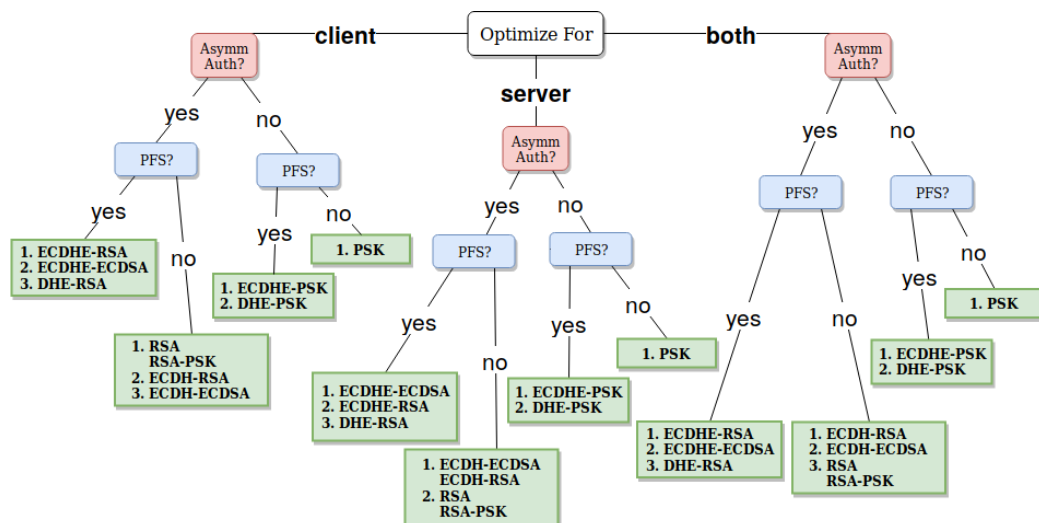 Optimize For
client
server
both
Asymm
Auth?
yes
no
PFS?
yes
no
1. ECDHE-RSA
2. ECDHE-ECDSA
3. DHE-RSA
1. RSA
RSA-PSK
2. ECDH-RSA
3. ECDH-ECDSA
PFS?
yes
no
1. ECDHE-PSK
2. DHE-PSK
1. PSK
Asymm
Auth?
yes
no
PFS?
yes
no
1. ECDHE-ECDSA
2. ECDHE-RSA
3. DHE-RSA
1. ECDH-ECDSA
ECDH-RSA
2. RSA
RSA-PSK
PFS?
yes
no
1. ECDHE-PSK
2. DHE-PSK
1. PSK
Asymm
Auth?
yes
no
PFS?
yes
no
1. ECDHE-RSA
2. ECDHE-ECDSA
3. DHE-RSA
1. ECDH-RSA
2. ECDH-ECDSA
3. RSA
RSA-PSK
PFS?
yes
no
1. ECDHE-PSK
2. DHE-PSK
1. PSK